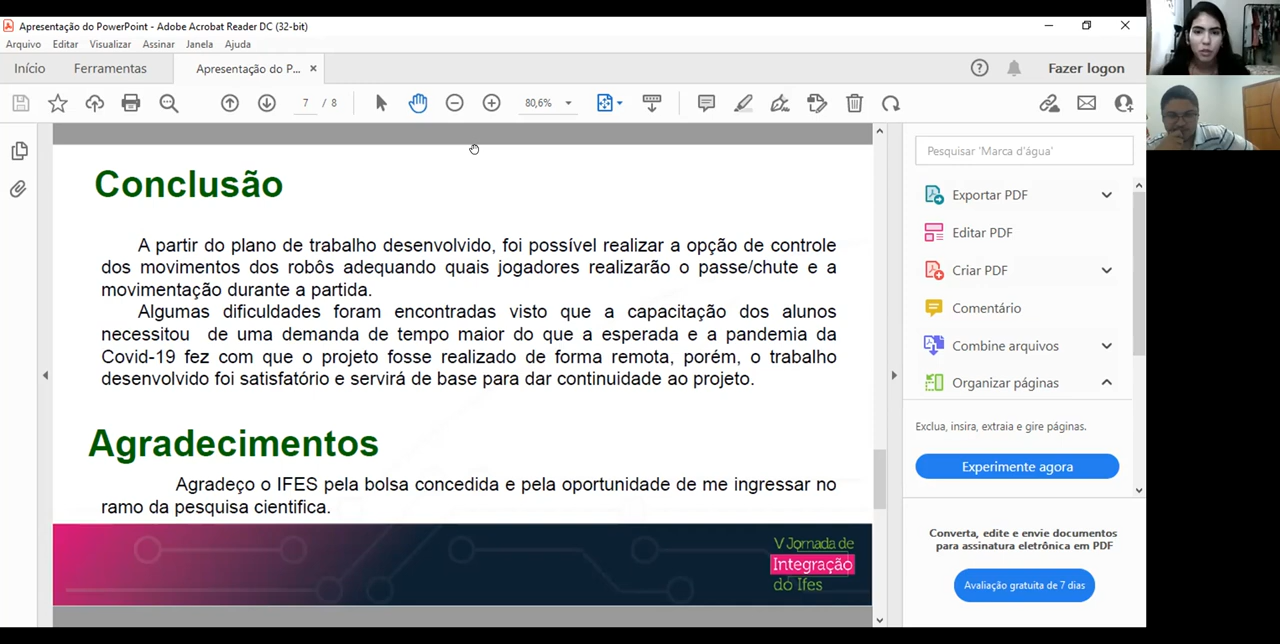 Apresentação do PowerPoint - Adobe Acrobat Reader DC (32-bit)
Arquivo Editar Visualizar Assinar Janela Ajuda
Início Ferramentas Apresentação do P... × Fazer logon
7 / 8 80,6%
Conclusão
A partir do plano de trabalho desenvolvido, foi possível realizar a opção de controle
dos movimentos dos robôs adequando quais jogadores realizarão o passe/chute e a
movimentação durante a partida.
Algumas dificuldades foram encontradas visto que a capacitação dos alunos
necessitou de uma demanda de tempo maior do que a esperada e a pandemia da
Covid-19 fez com que o projeto fosse realizado de forma remota, porém, o trabalho
desenvolvido foi satisfatório e servirá de base para dar continuidade ao projeto.
Agradecimentos
Agradeço o IFES pela bolsa concedida e pela oportunidade de me ingressar no
ramo da pesquisa cientifica.
V Jornada de
Integração
do Ifes
Pesquisar 'Marca d'água'
Exportar PDF
Editar PDF
Criar PDF
Comentário
Combine arquivos
Organizar páginas
Exclua, insira, extraia e gire páginas.
Experimente agora
Converta, edite e envie documentos
para assinatura eletrônica em PDF
Avaliação gratuita de 7 dias